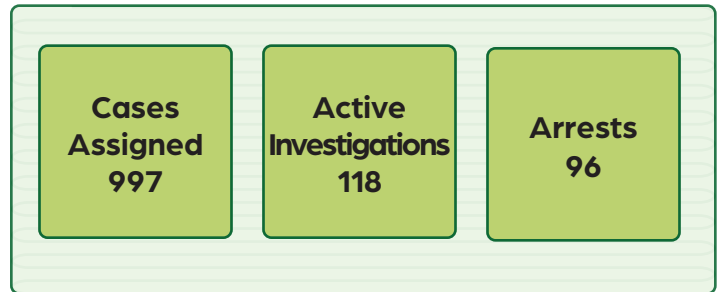 Cases
Assigned
997
Active
Investigations
118
Arrests
96